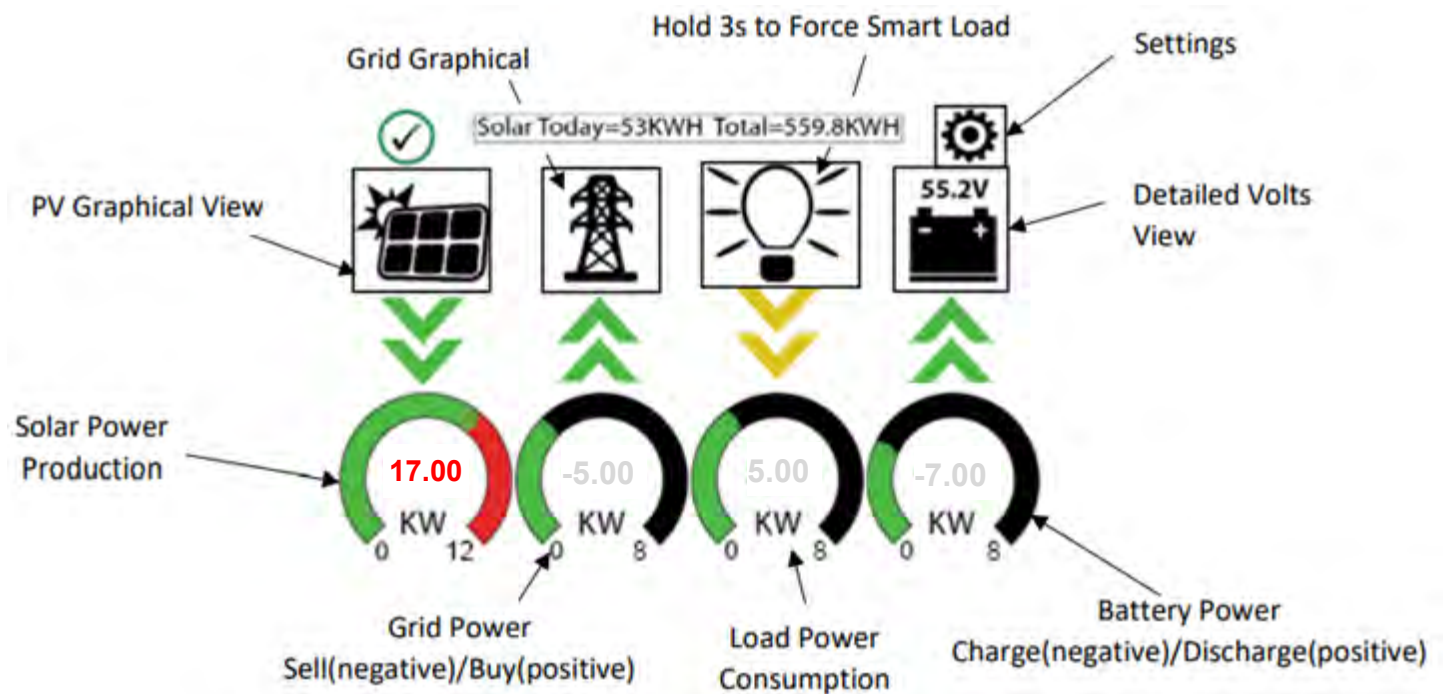 Hold 3s to Force Smart Load
Settings
Grid Graphical
Solar Today=53KWH Total=559.8KWH
PV Graphical View
55.2V
Detailed Volts
View
Solar Power
Production
17.00
-5.00
5.00
-7.00
KW
KW
KW
KW
0 12
0 8
0 8
0 8
Grid Power
Sell(negative)/Buy(positive)
Load Power
Consumption
Battery Power
Charge(negative)/Discharge(positive)